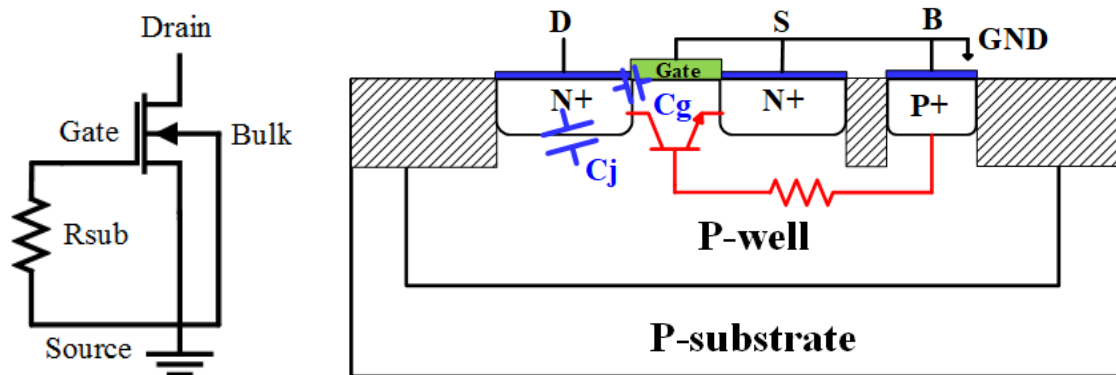 Drain
Gate
Bulk
Rsub
Source
D
S
B
GND
Gate
N+
Cg
N+
P+
Cj
P-well
P-substrate